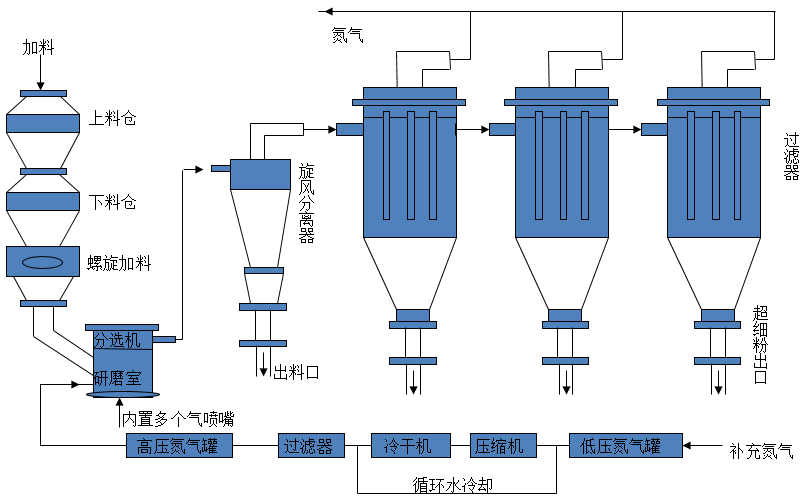 氮气
加料
上料仓
下料仓
螺旋加料
旋风分离器
过滤器
分选机
研磨室
内置多个气喷嘴
出料口
超细粉出口
高压氮气罐
过滤器
冷干机
压缩机
低压氮气罐
补充氮气
循环水冷却